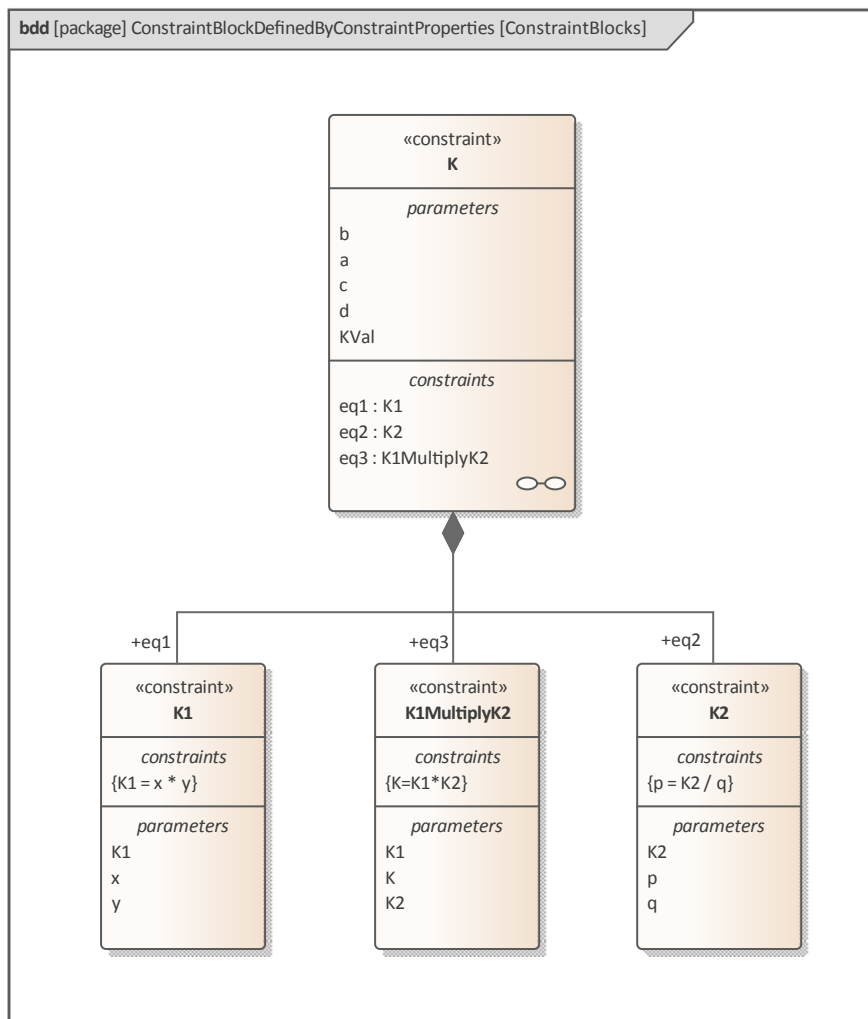 bdd [package] ConstraintBlockDefinedByConstraintProperties [ConstraintBlocks]
«constraint»
K
parameters
b
a
c
d
KVal
constraints
eq1 : K1
eq2 : K2
eq3 : K1MultiplyK2
+eq1
+eq3
+eq2
«constraint»
K1
constraints
{K1 = x * y}
parameters
K1
x
y
«constraint»
K1MultiplyK2
constraints
{K=K1*K2}
parameters
K1
K
K2
«constraint»
K2
constraints
{p = K2 / q}
parameters
K2
p
q